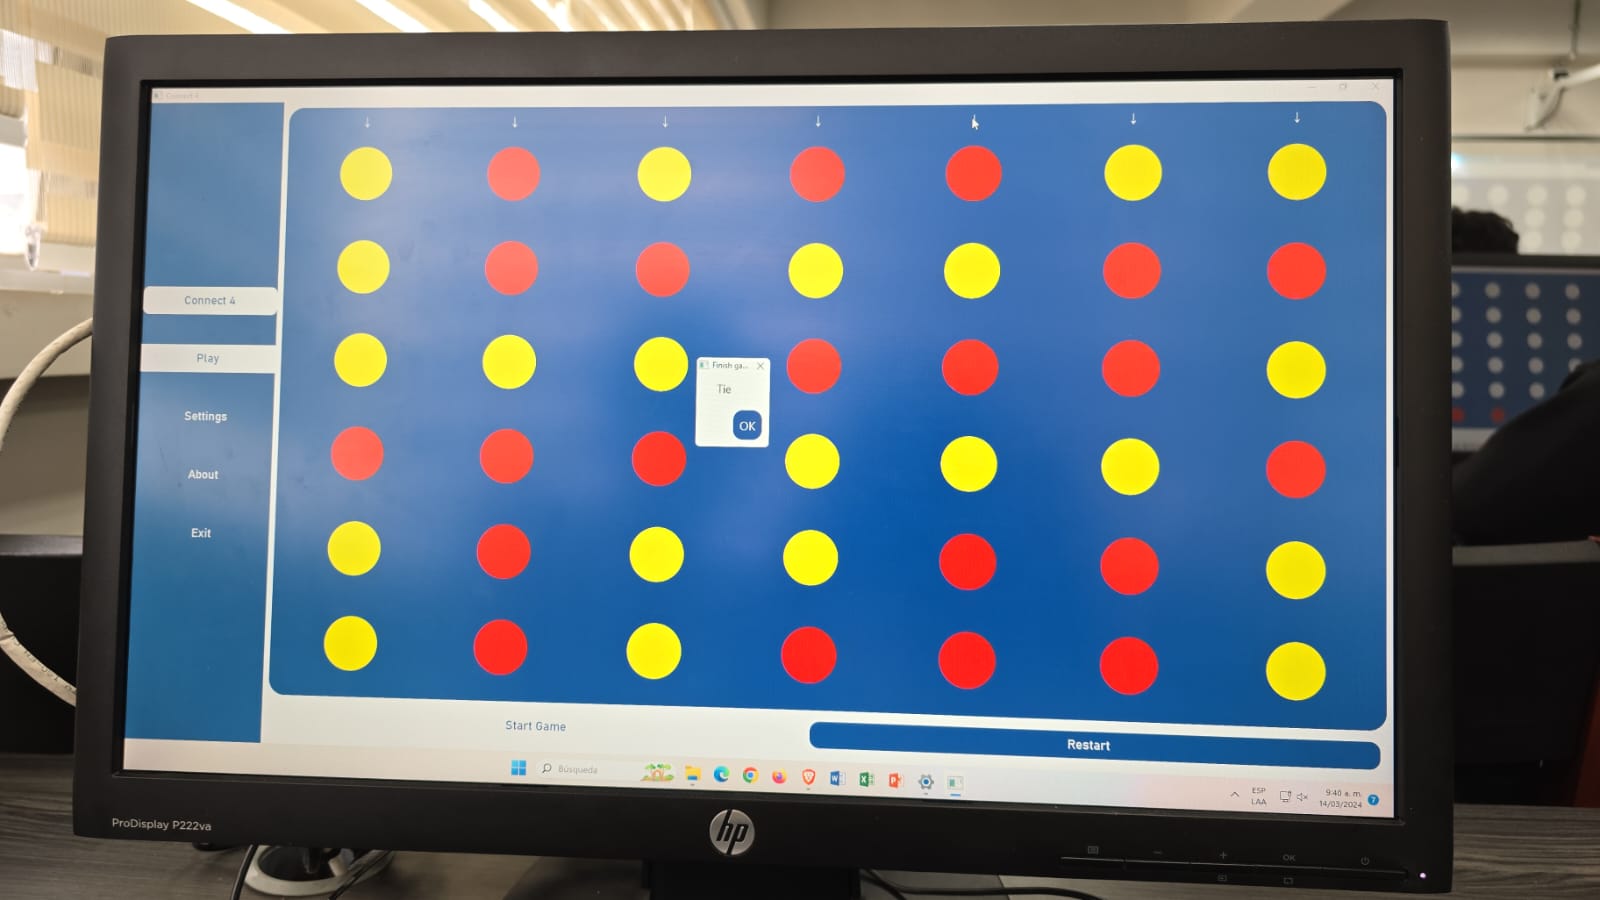 Connect 4
Connect 4
Play
Settings
About
Exit
Finish ga...
Tie
OK
Start Game
Restart
Búsqueda
ESP
LAA
9:40 a. m.
14/03/2024
7
ProDisplay P222va
hp
OK